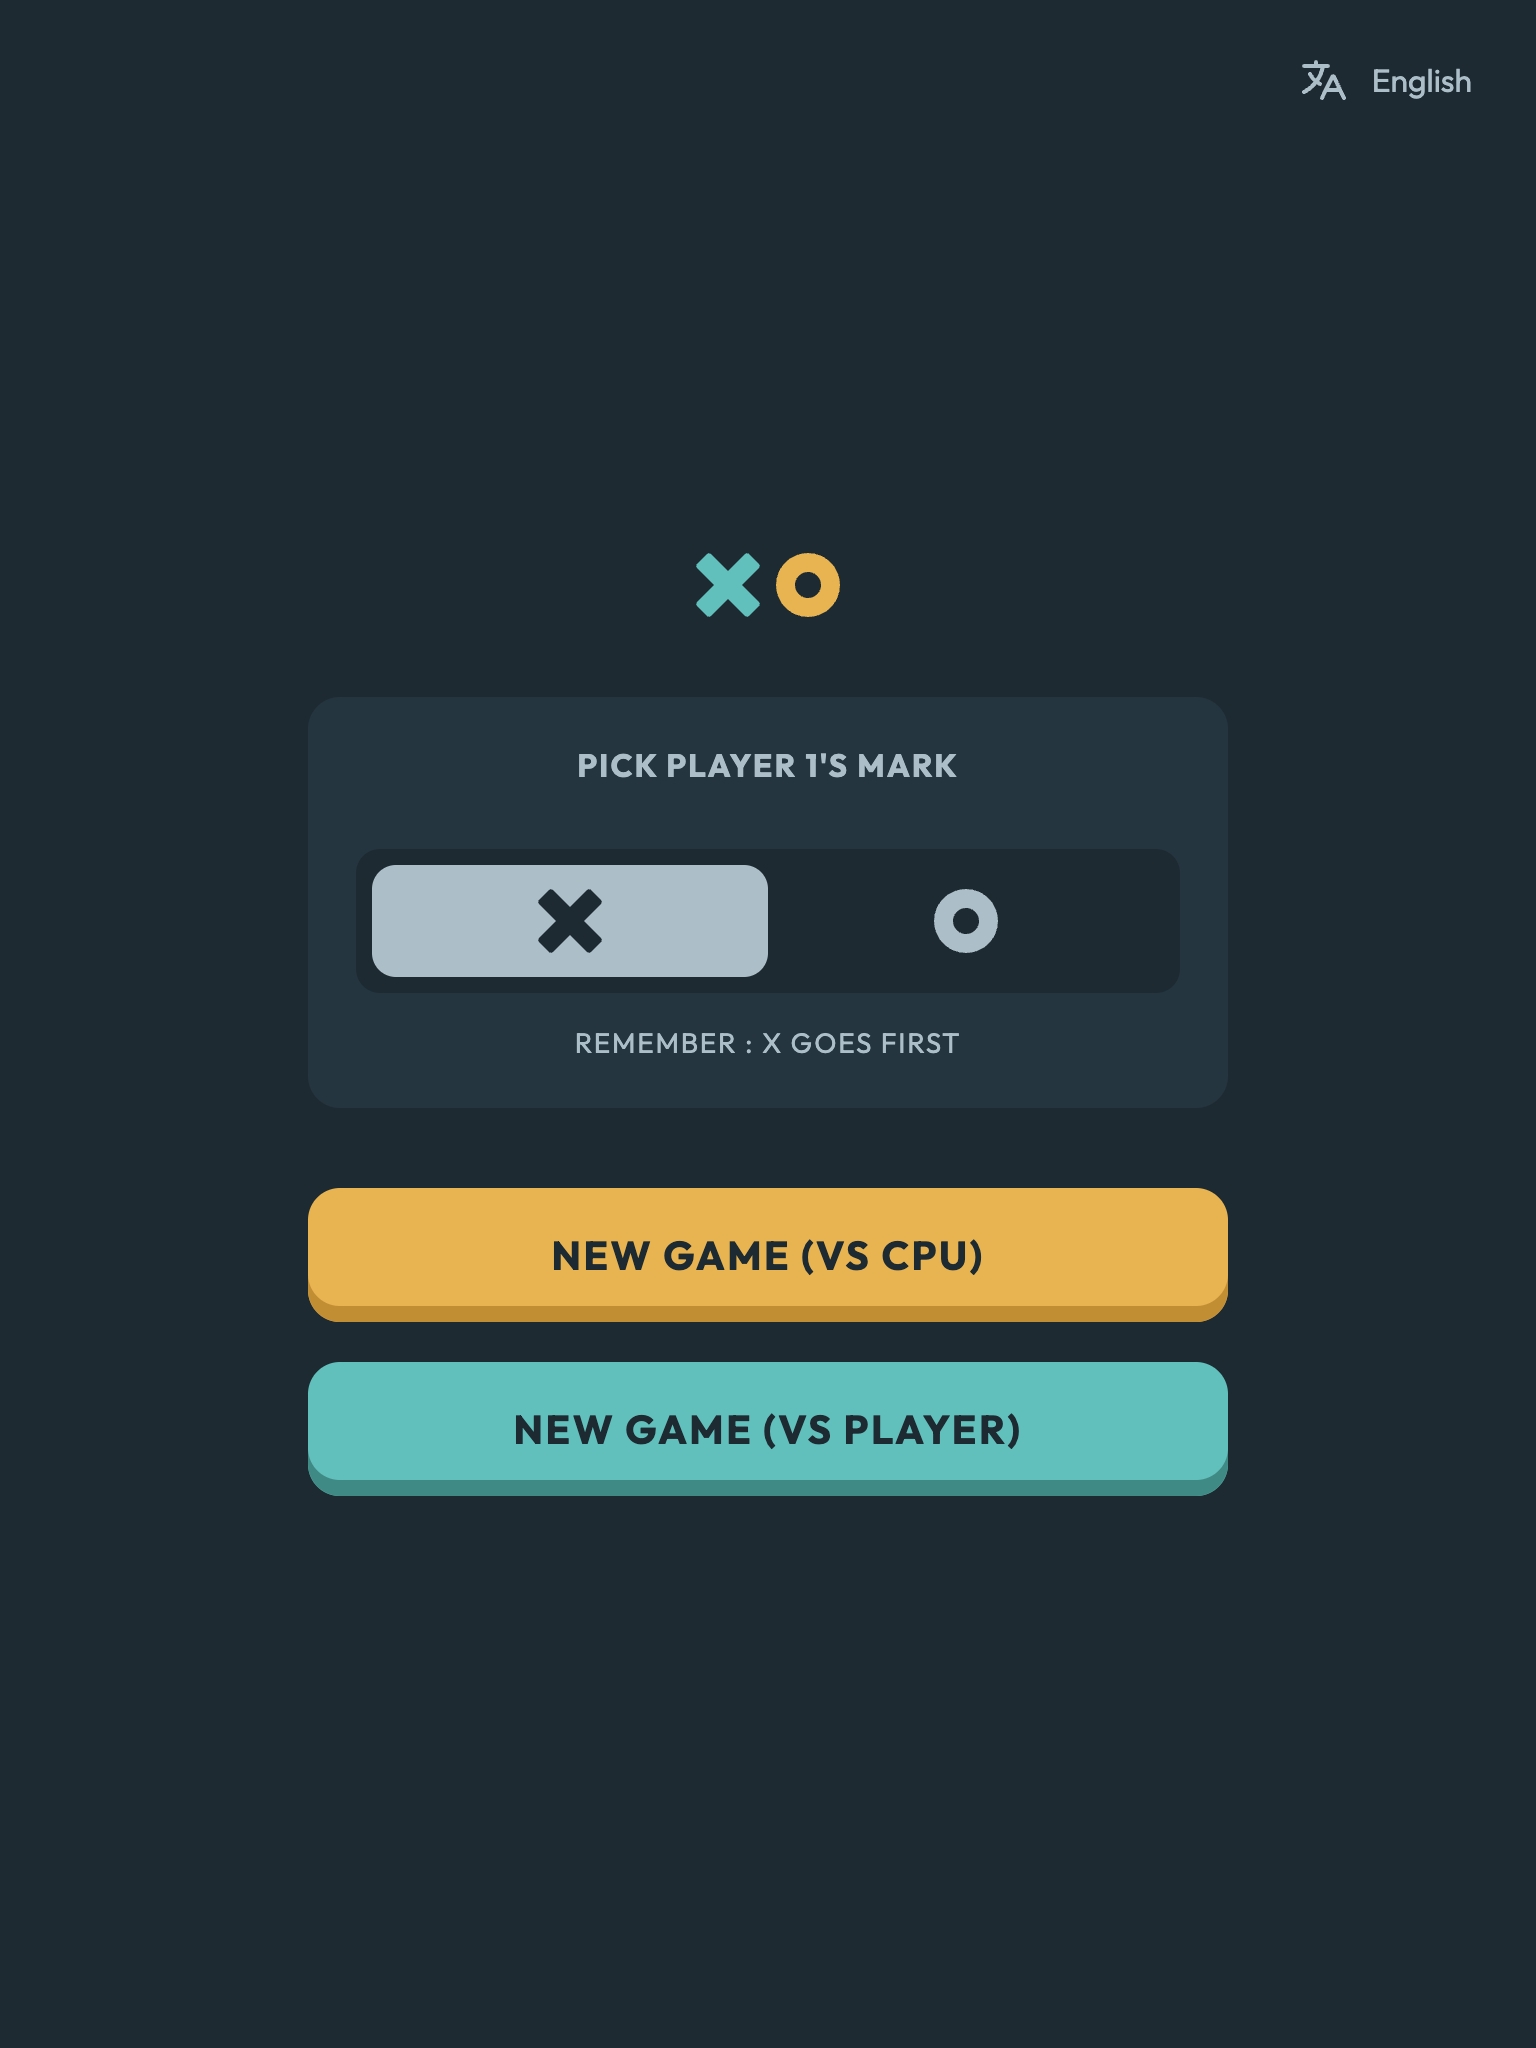 English
PICK PLAYER 1'S MARK
REMEMBER : X GOES FIRST
NEW GAME (VS CPU)
NEW GAME (VS PLAYER)